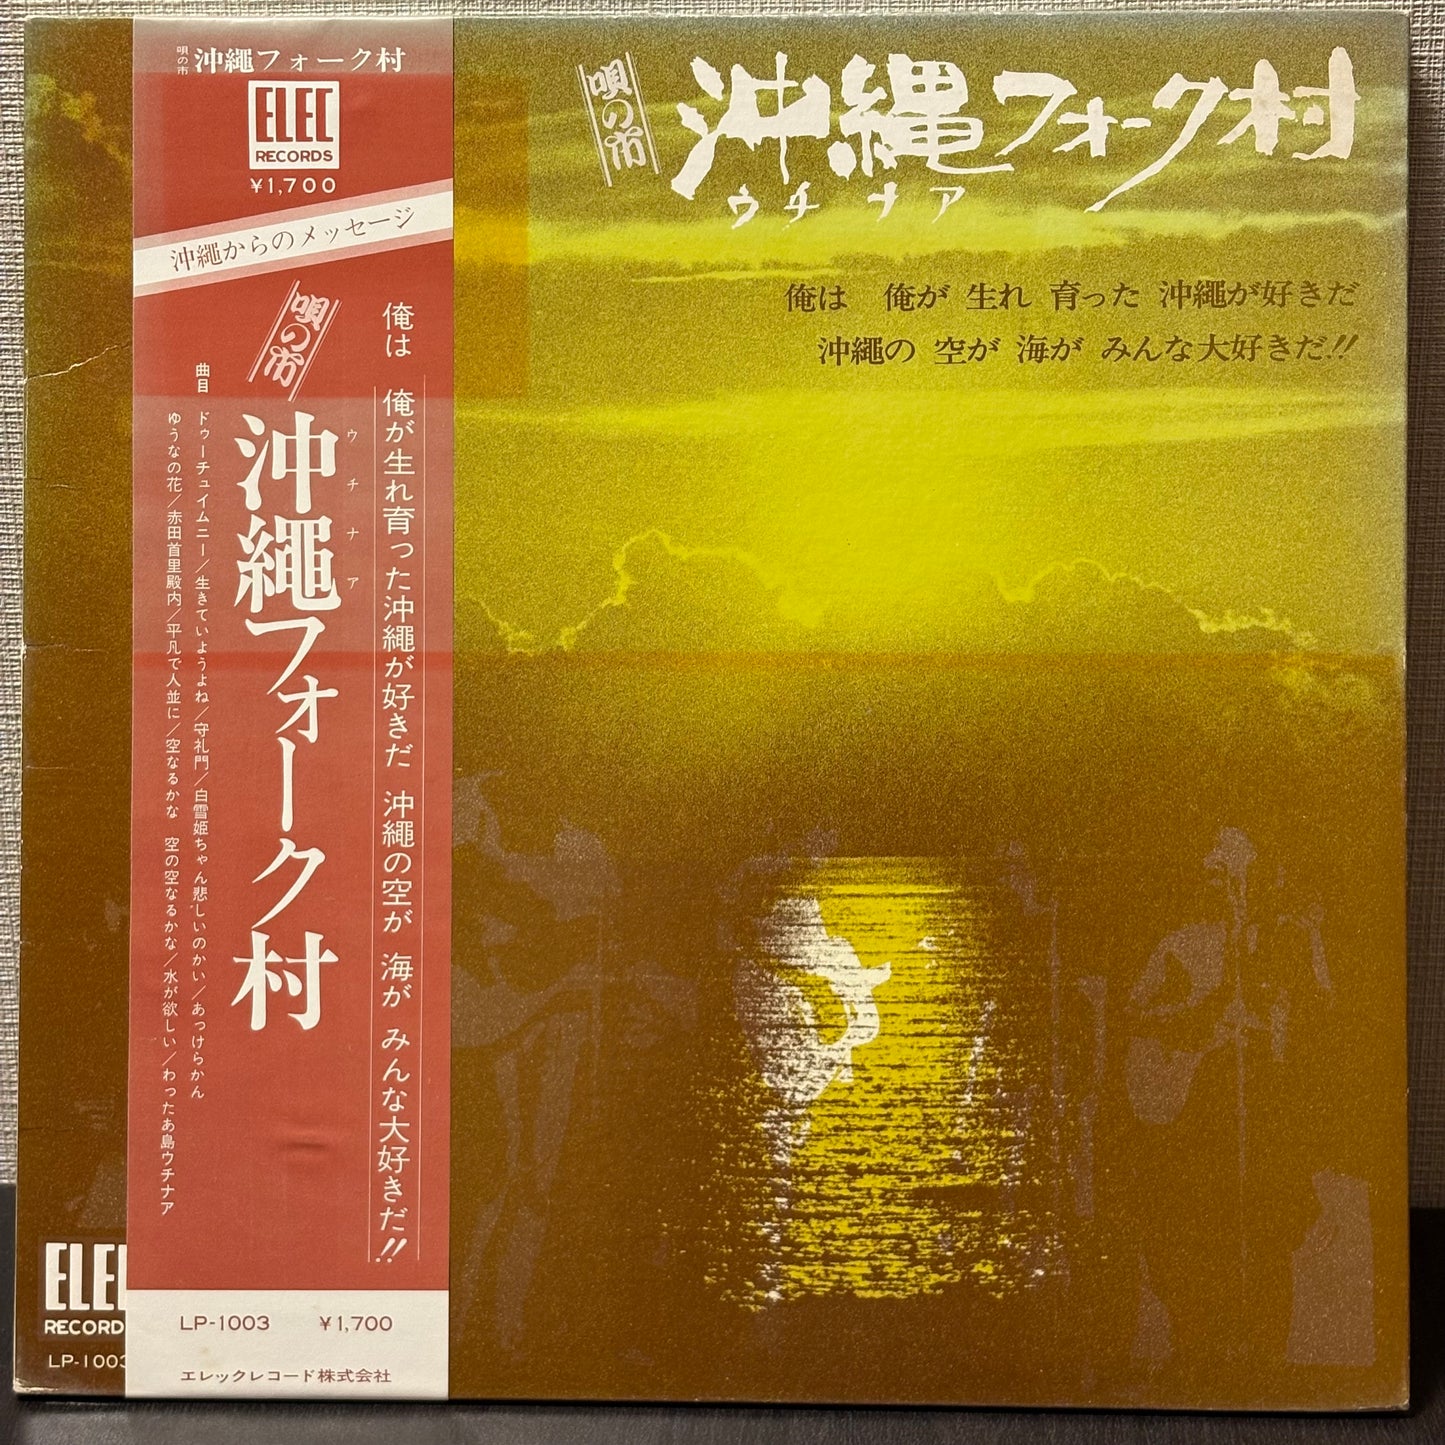 唄の市
沖縄フォーク村
ELEC
RECORDS
¥1,700
沖縄からのメッセージ
俺は 俺が生れ育った沖縄が好きだ 沖縄の空が 海が みんな大好きだ!!
唄の市
沖縄フォーク村
ウチナア
曲目 ドゥーチュイムニー/生きていようよね/守礼門/白雪姫ちゃん悲しいのかい/あっけらかん
ゆうなの花/赤田首里殿内/平凡で人並に/空なるかな 空の空なるかな/水が欲しい/わったあ島ウチナア
LP-1003 ¥1,700
エレックレコード株式会社
唄の市
沖縄フォーク村
ウチナア
俺は 俺が 生れ 育った 沖縄が好きだ
沖縄の 空が 海が みんな大好きだ!!
ELEC
RECORD
LP-1003